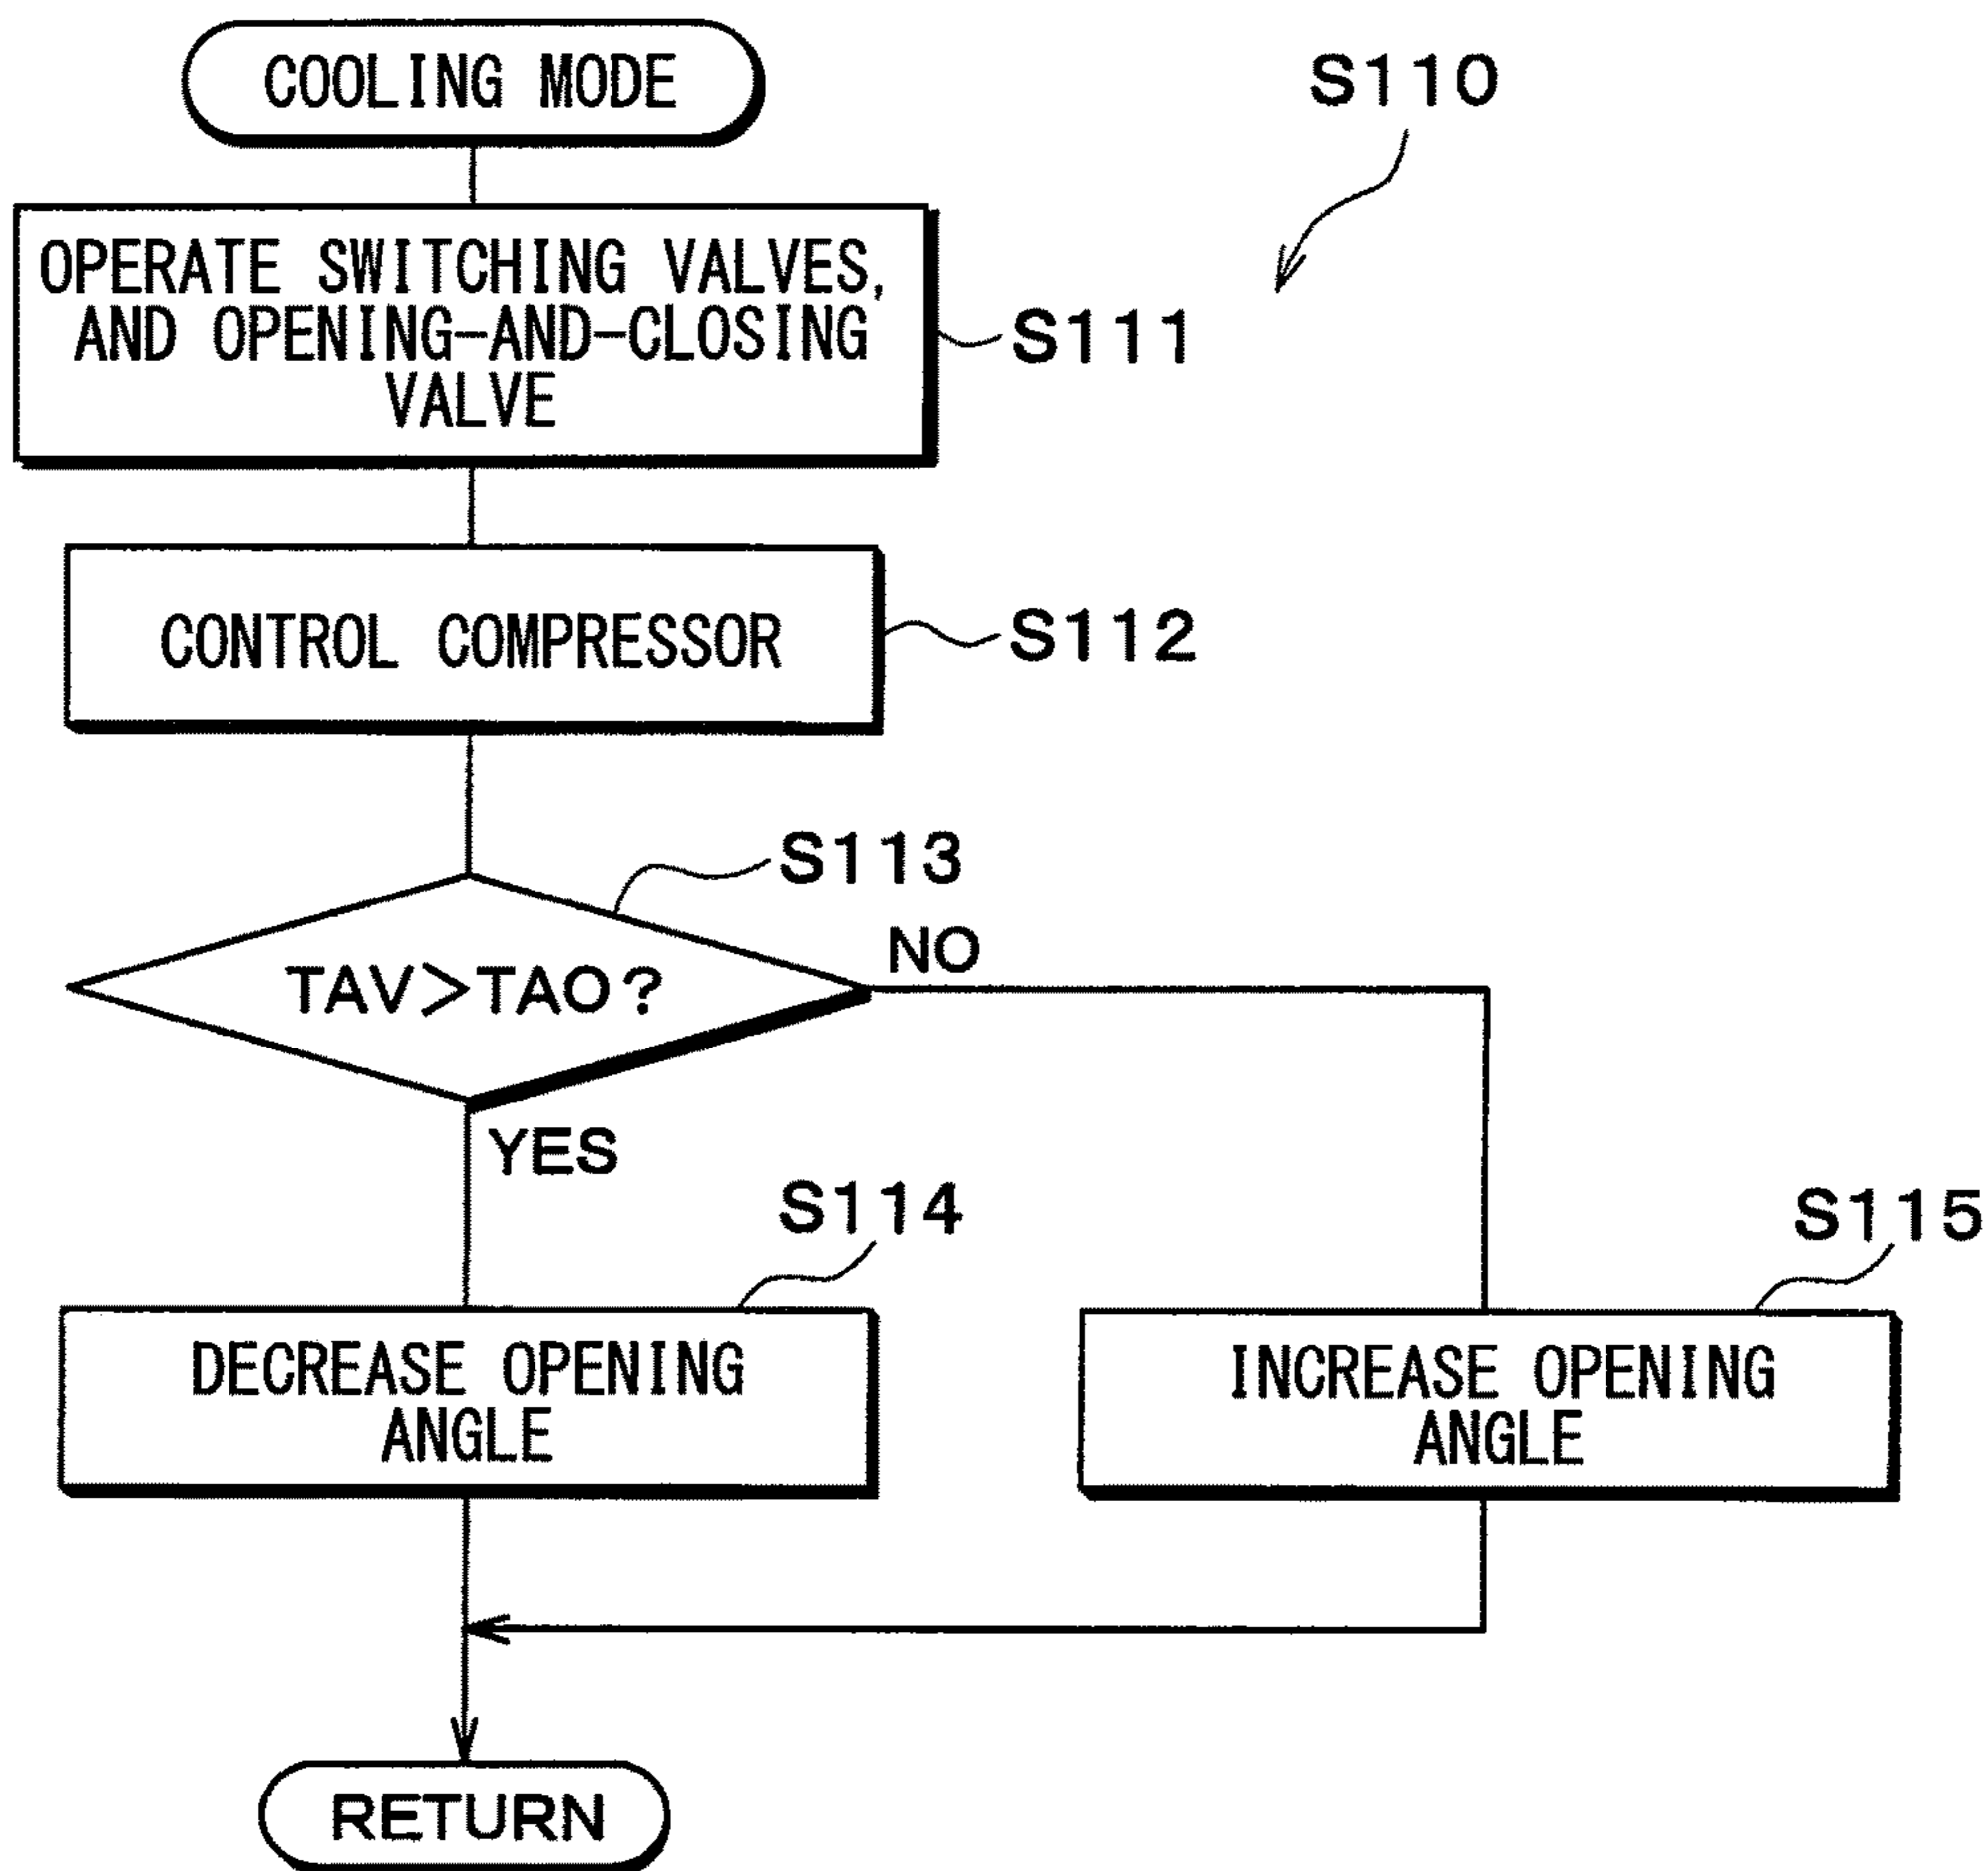 COOLING MODE
S110
OPERATE SWITCHING VALVES,
AND OPENING-AND-CLOSING
VALVE
S111
CONTROL COMPRESSOR
S112
S113
TAV>TAO?
NO
YES
S114
DECREASE OPENING
ANGLE
S115
INCREASE OPENING
ANGLE
RETURN